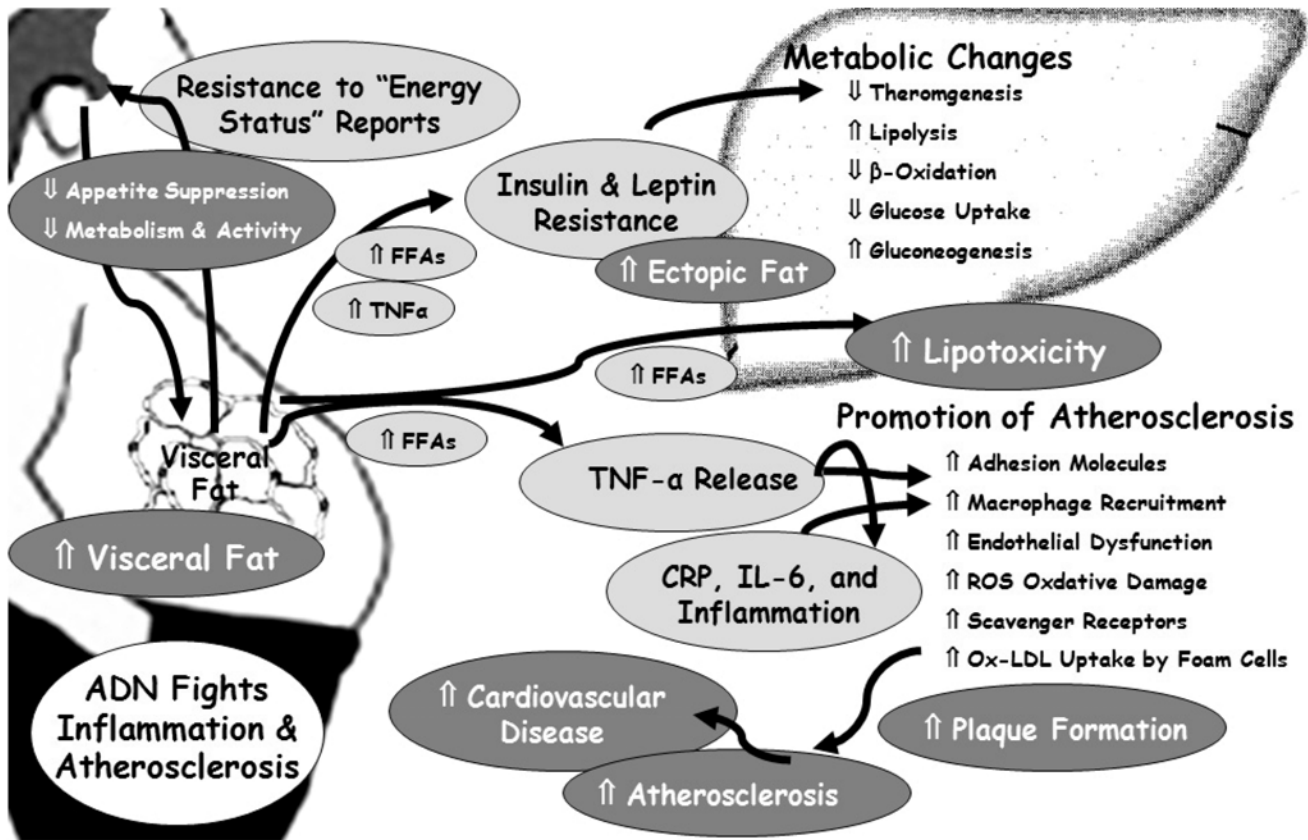 Resistance to “Energy
Status” Reports
⇓ Appetite Suppression
⇓ Metabolism & Activity
Insulin & Leptin
Resistance
⇑ Ectopic Fat
⇑ FFAs
⇑ TNFα
Metabolic Changes
⇓ Theromgenesis
⇑ Lipolysis
⇓ β-Oxidation
⇓ Glucose Uptake
⇑ Gluconeogenesis
⇑ Lipotoxicity
⇑ FFAs
⇑ FFAs
Visceral
Fat
⇑ Visceral Fat
TNF-α Release
CRP, IL-6, and
Inflammation
Promotion of Atherosclerosis
⇑ Adhesion Molecules
⇑ Macrophage Recruitment
⇑ Endothelial Dysfunction
⇑ ROS Oxdative Damage
⇑ Scavenger Receptors
⇑ Ox-LDL Uptake by Foam Cells
⇑ Plaque Formation
⇑ Cardiovascular
Disease
⇑ Atherosclerosis
ADN Fights
Inflammation &
Atherosclerosis